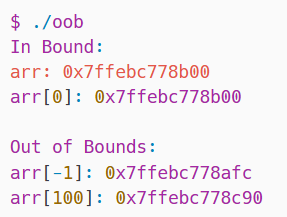 $ ./oob
In Bound:
arr: 0x7ffebc778b00
arr[0]: 0x7ffebc778b00
Out of Bounds:
arr[-1]: 0x7ffebc778afc
arr[100]: 0x7ffebc778c90